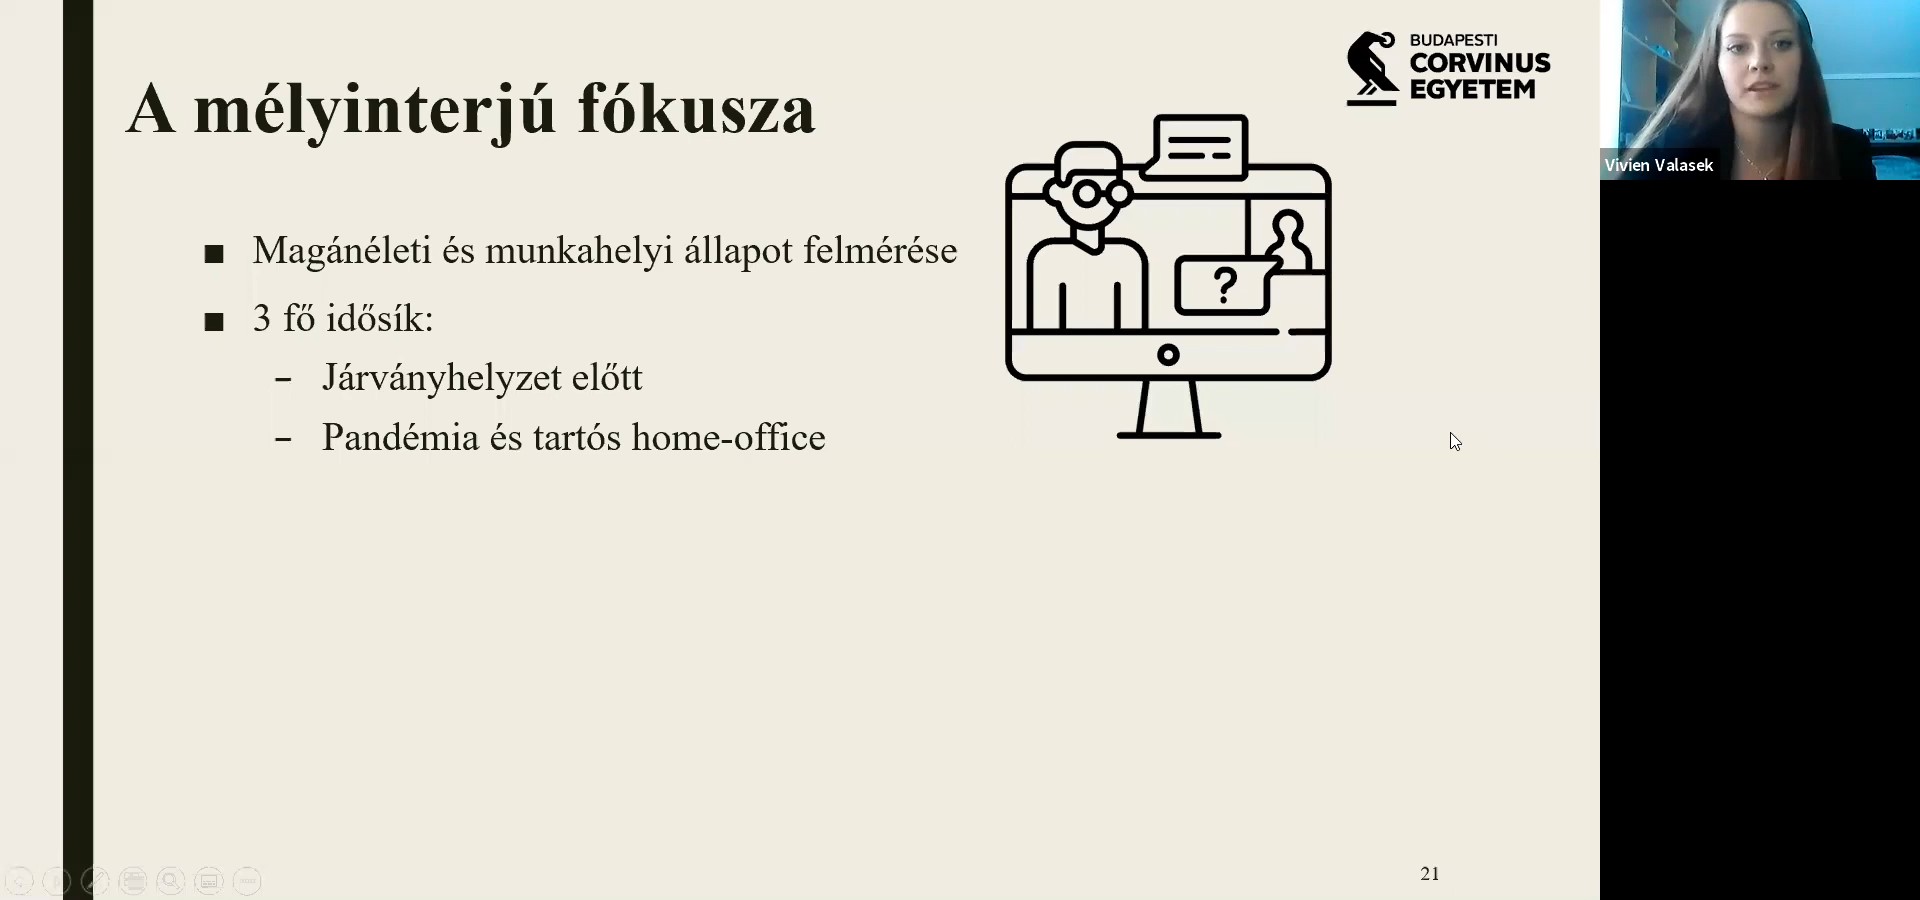 A mélyinterjú fókusza
BUDAPESTI
CORVINUS
EGYETEM
■ Magánéleti és munkahelyi állapot felmérése
■ 3 fő idősík:
– Járványhelyzet előtt
– Pandémia és tartós home-office
?
21
Vivien Valasek